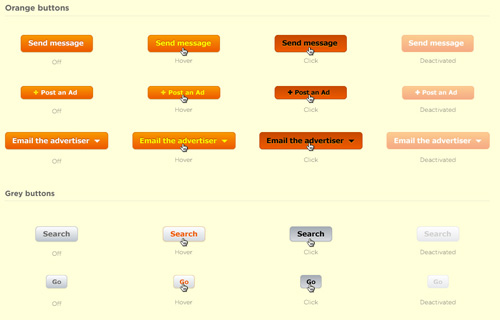 Orange buttons
Send message Send message Send message Send message
Off Hover Click Deactivated
+ Post an Ad + Post an Ad + Post an Ad + Post an Ad
Off Hover Click Deactivated
Email the advertiser Email the advertiser Email the advertiser Email the advertiser
Off Hover Click Deactivated
Grey buttons
Search Search Search Search
Off Hover Click Deactivated
Go Go Go Go
Off Hover Click Deactivated